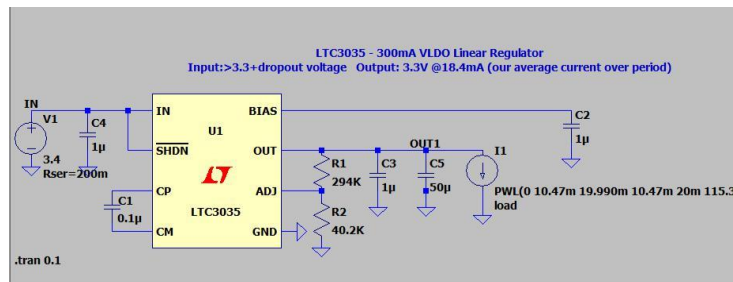 LTC3035 - 300mA VLDO Linear Regulator
Input:>3.3+dropout voltage Output: 3.3V @18.4mA (our average current over period)
IN
V1
3.4
Rser=200m
C4
1µ
IN
SHDN
CP
CM
U1
LTC3035
BIAS
OUT
ADJ
GND
C1
0.1µ
R1
294K
R2
40.2K
C3
1µ
OUT1
C5
50µ
C2
1µ
I1
PWL(0 10.47m 19.990m 10.47m 20m 115.3
load
.tran 0.1